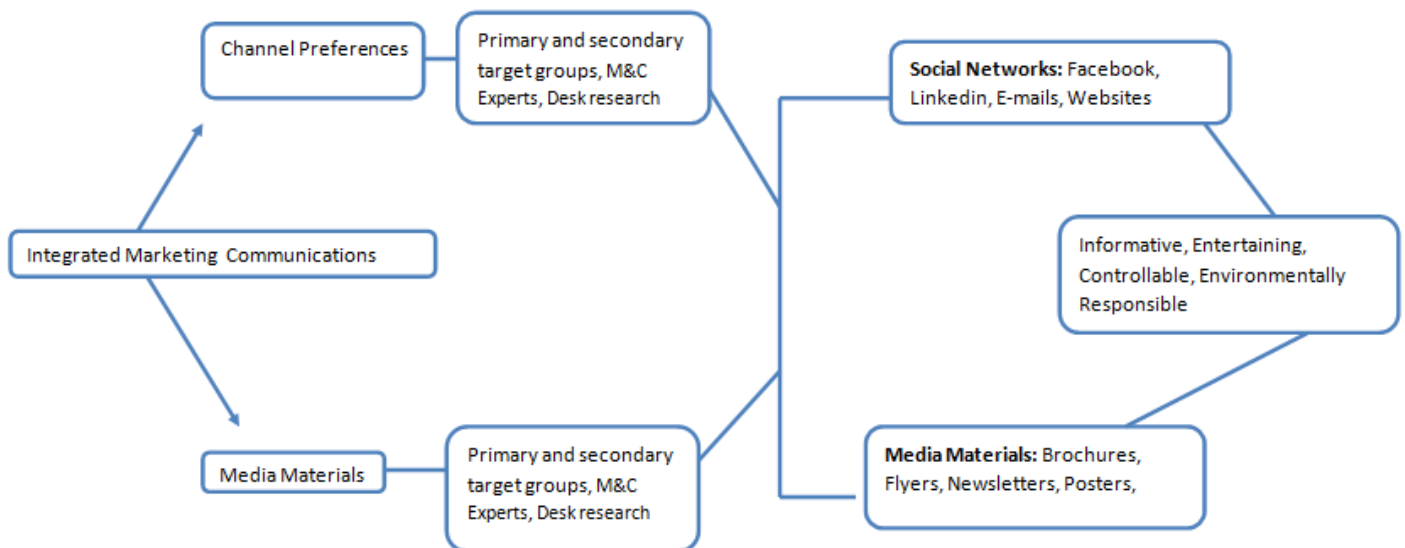 Channel Preferences
Primary and secondary
target groups, M&C
Experts, Desk research
Social Networks: Facebook,
Linkedin, E-mails, Websites
Integrated Marketing Communications
Informative, Entertaining,
Controllable, Environmentally
Responsible
Media Materials
Primary and secondary
target groups, M&C
Experts, Desk research
Media Materials: Brochures,
Flyers, Newsletters, Posters,